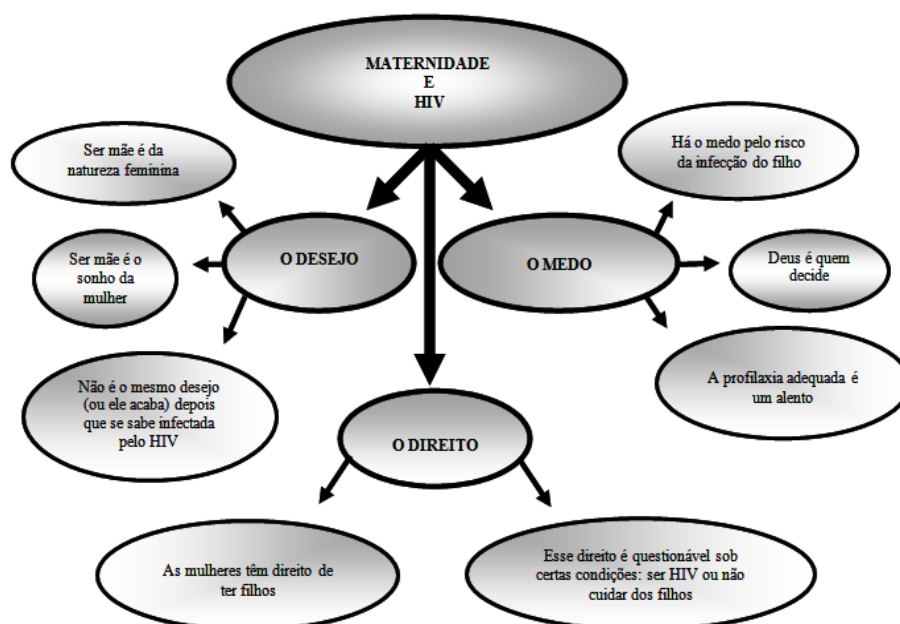 MATERNIDADE
E
HIV
Ser mãe é da
natureza feminina
Há o medo pelo risco
da infecção do filho
O DESEJO
O MEDO
Ser mãe é o
sonho da
mulher
Deus é quem
decide
Não é o mesmo desejo
(ou ele acaba) depois
que se sabe infectada
pelo HIV
A profilaxia adequada é
um alento
O DIREITO
As mulheres têm direito de
ter filhos
Esse direito é questionável sob
certas condições: ser HIV ou não
cuidar dos filhos